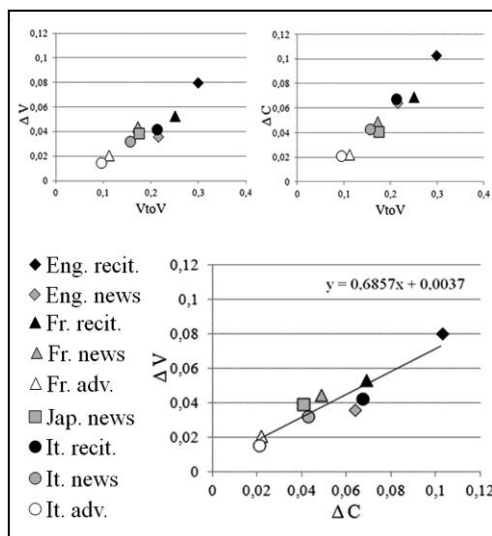 0,12
0,1
0,08
0,06
0,04
0,02
0
Δ V
0 0,1 0,2 0,3 0,4
VtoV
0,12
0,1
0,08
0,06
0,04
0,02
0
Δ C
0 0,1 0,2 0,3 0,4
VtoV
Eng. recit.
Eng. news
Fr. recit.
Fr. news
Fr. adv.
Jap. news
It. recit.
It. news
It. adv.
0,12
0,1
0,08
0,06
0,04
0,02
0
Δ V
y = 0,6857x + 0,0037
0 0,02 0,04 0,06 0,08 0,1 0,12
Δ C